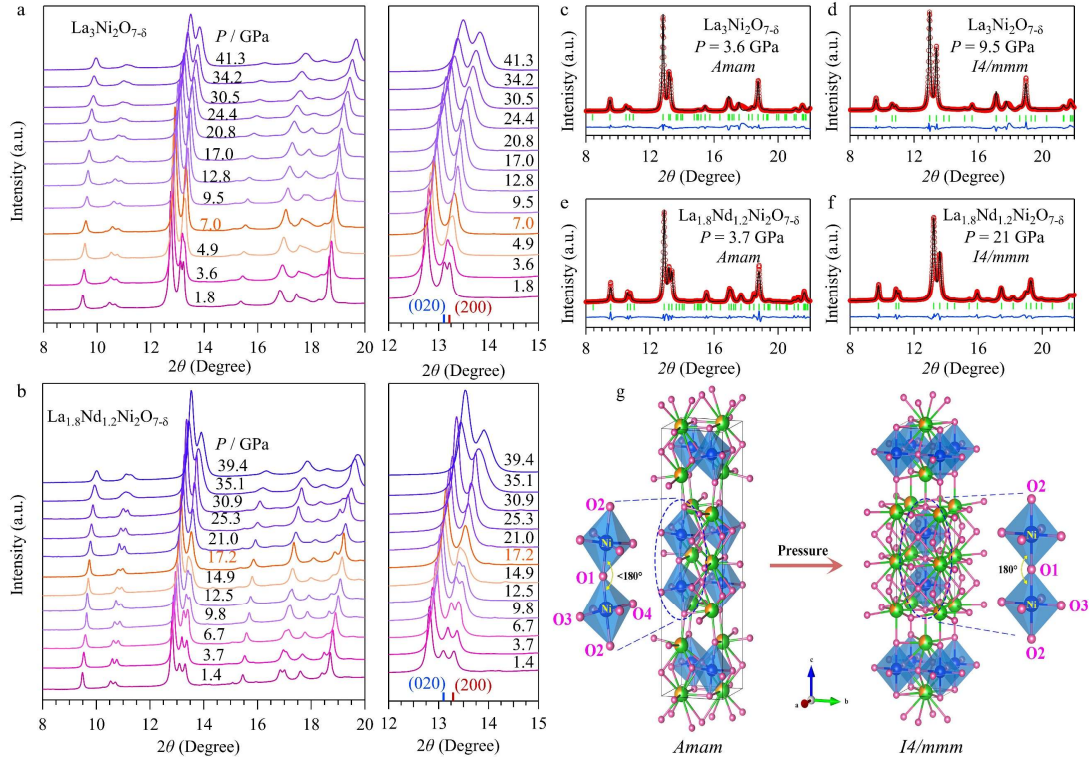 a
La3Ni2O7-δ
P / GPa
41.3
34.2
30.5
24.4
20.8
17.0
12.8
9.5
7.0
4.9
3.6
1.8
Intensity (a.u.)
8 10 12 14 16 18 20
2θ (Degree)
41.3
34.2
30.5
24.4
20.8
17.0
12.8
9.5
7.0
4.9
3.6
1.8
(020) (200)
12 13 14 15
2θ (Degree)
b
La1.8Nd1.2Ni2O7-δ
P / GPa
39.4
35.1
30.9
25.3
21.0
17.2
14.9
12.5
9.8
6.7
3.7
1.4
Intensity (a.u.)
8 10 12 14 16 18 20
2θ (Degree)
39.4
35.1
30.9
25.3
21.0
17.2
14.9
12.5
9.8
6.7
3.7
1.4
(020) (200)
12 13 14 15
2θ (Degree)
c
La3Ni2O7-δ
P = 3.6 GPa
Amam
Intenisty (a.u.)
8 10 12 14 16 18 20 22
2θ (Degree)
d
La3Ni2O7-δ
P = 9.5 GPa
I4/mmm
Intenisty (a.u.)
8 10 12 14 16 18 20 22
2θ (Degree)
e
La1.8Nd1.2Ni2O7-δ
P = 3.7 GPa
Amam
Intenisty (a.u.)
8 10 12 14 16 18 20 22
2θ (Degree)
f
La1.8Nd1.2Ni2O7-δ
P = 21 GPa
I4/mmm
Intenisty (a.u.)
8 10 12 14 16 18 20 22
2θ (Degree)
g
O2
Ni
O1
<180°
Ni
O3
O4
O2
Pressure
c
a
b
O2
Ni
180°
O1
Ni
O3
O2
Amam
I4/mmm